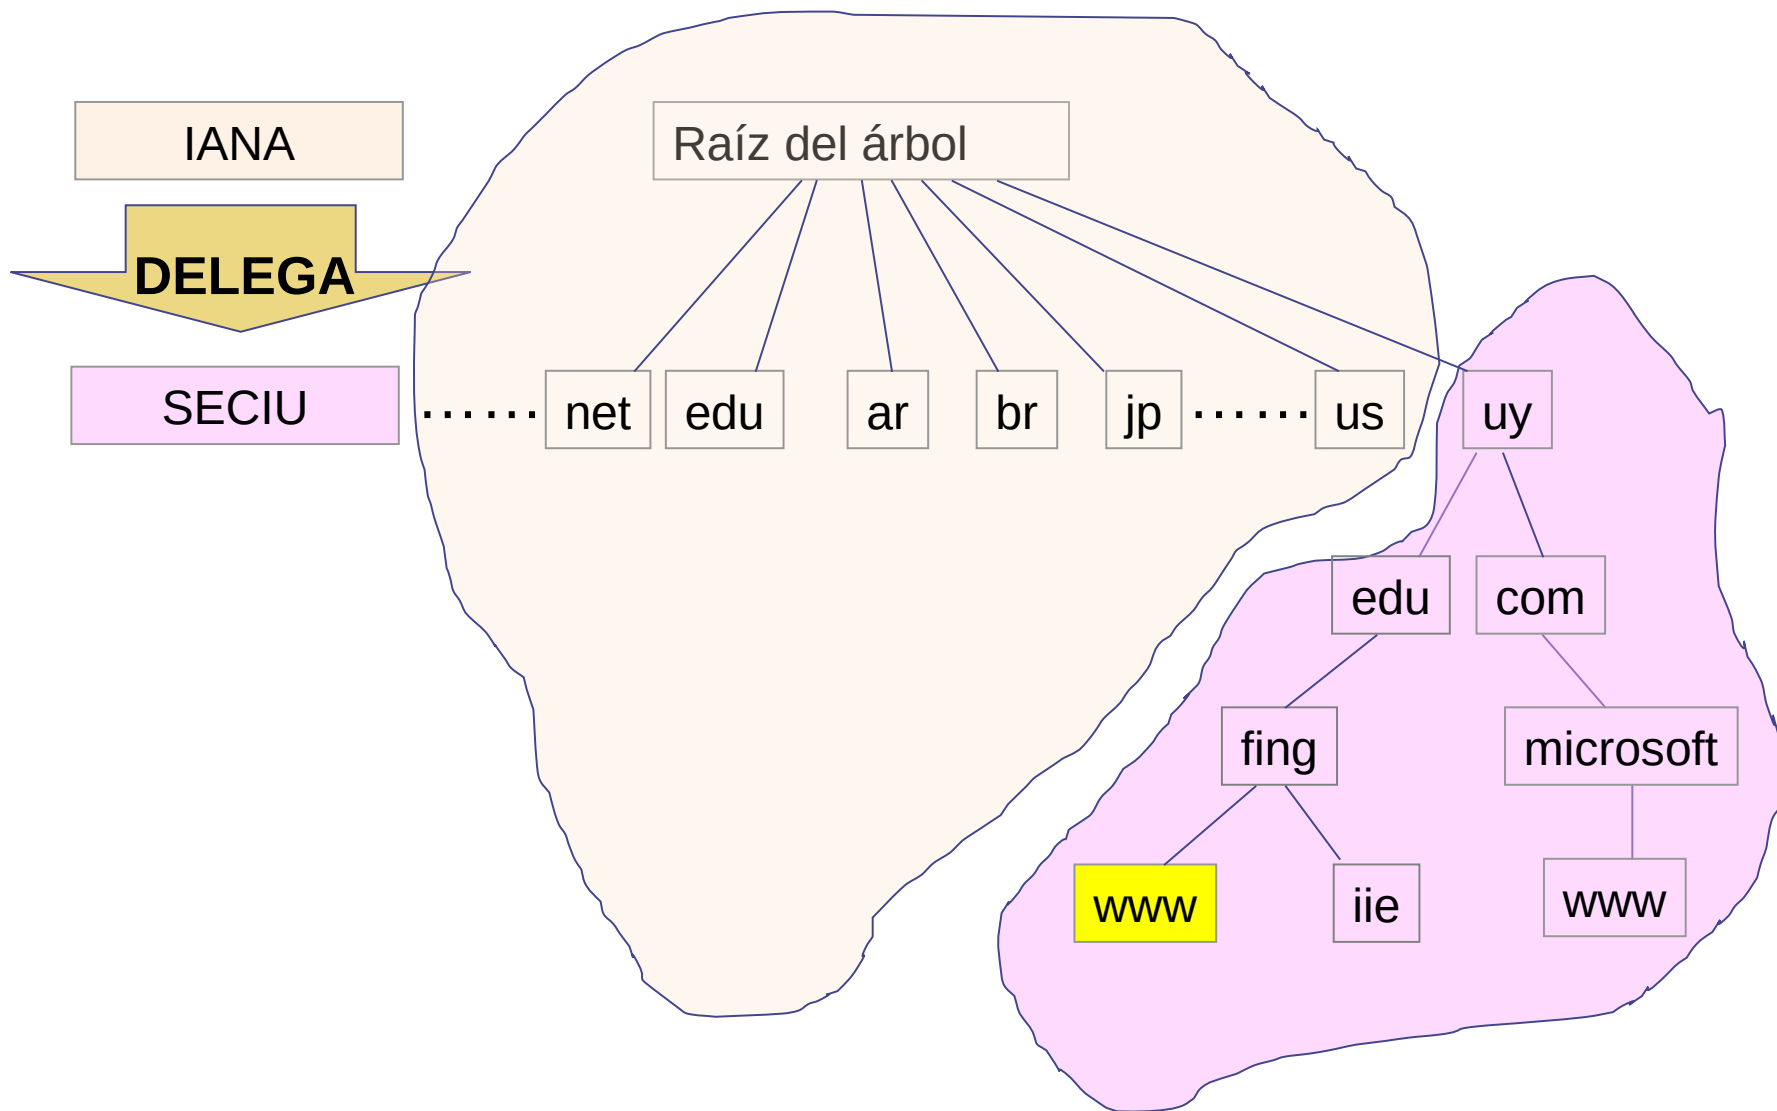 IANA
Raíz del árbol
DELEGA
SECIU
......
net
edu
ar
br
jp
......
us
uy
edu
com
fing
microsoft
www
iie
www